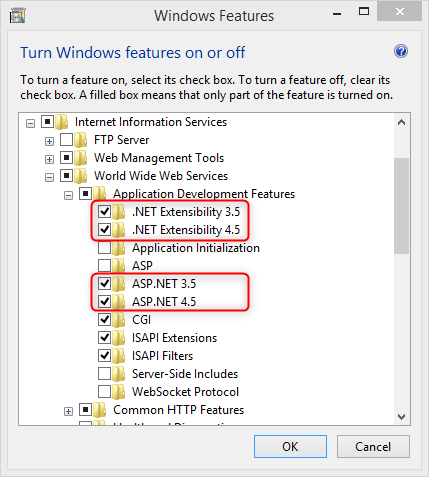 Windows Features
Turn Windows features on or off
To turn a feature on, select its check box. To turn a feature off, clear its
check box. A filled box means that only part of the feature is turned on.
Internet Information Services
FTP Server
Web Management Tools
World Wide Web Services
Application Development Features
.NET Extensibility 3.5
.NET Extensibility 4.5
Application Initialization
ASP
ASP.NET 3.5
ASP.NET 4.5
CGI
ISAPI Extensions
ISAPI Filters
Server-Side Includes
WebSocket Protocol
Common HTTP Features
OK
Cancel